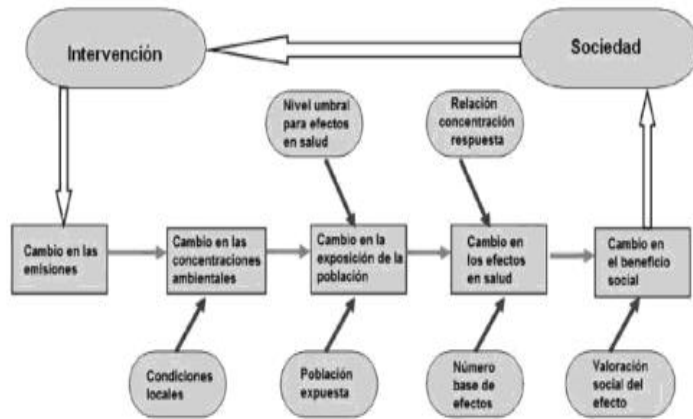 Intervención
Sociedad
Nivel umbral
para efectos
en salud
Relación
concentración
respuesta
Cambio en las
emisiones
Cambio en las
concentraciones
ambientales
Cambio en la
exposición de la
población
Cambio en
los efectos
en salud
Cambio en
el beneficio
social
Condiciones
locales
Población
expuesta
Número
base de
efectos
Valoración
social del
efecto